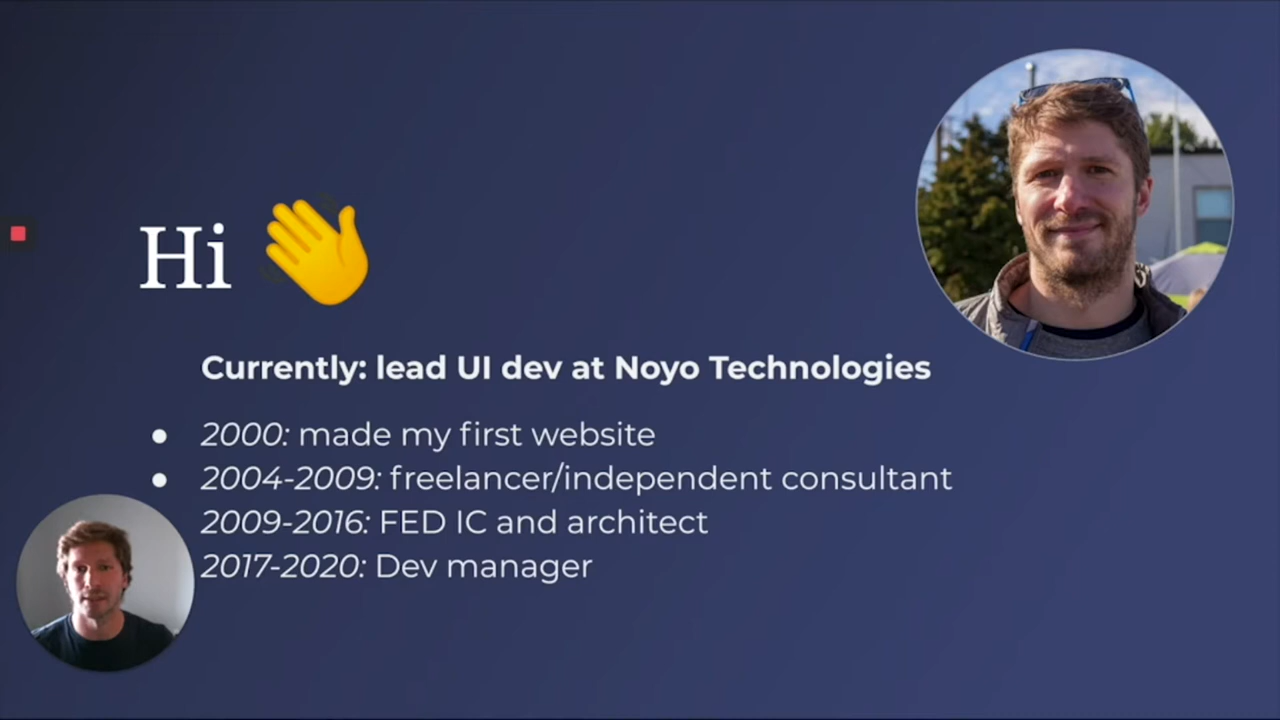 Hi 👋
Currently: lead UI dev at Noyo Technologies
● 2000: made my first website
● 2004-2009: freelancer/independent consultant
2009-2016: FED IC and architect
2017-2020: Dev manager